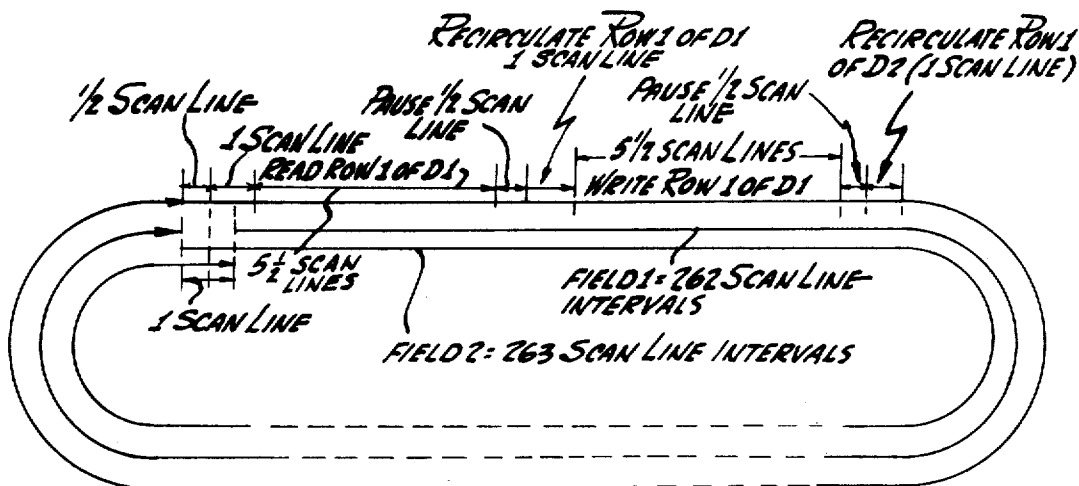 RECIRCULATE ROW 1 OF D1
1 SCAN LINE
RECIRCULATE ROW 1
OF D2 (1 SCAN LINE)
1/2 SCAN LINE
PAUSE 1/2 SCAN
LINE
PAUSE 1/2 SCAN
LINE
1 SCAN LINE
READ ROW 1 OF D1
5 1/2 SCAN LINES
WRITE ROW 1 OF D1
5 1/2 SCAN
LINES
1 SCAN LINE
FIELD 1 = 262 SCAN LINE
INTERVALS
FIELD 2 = 263 SCAN LINE INTERVALS